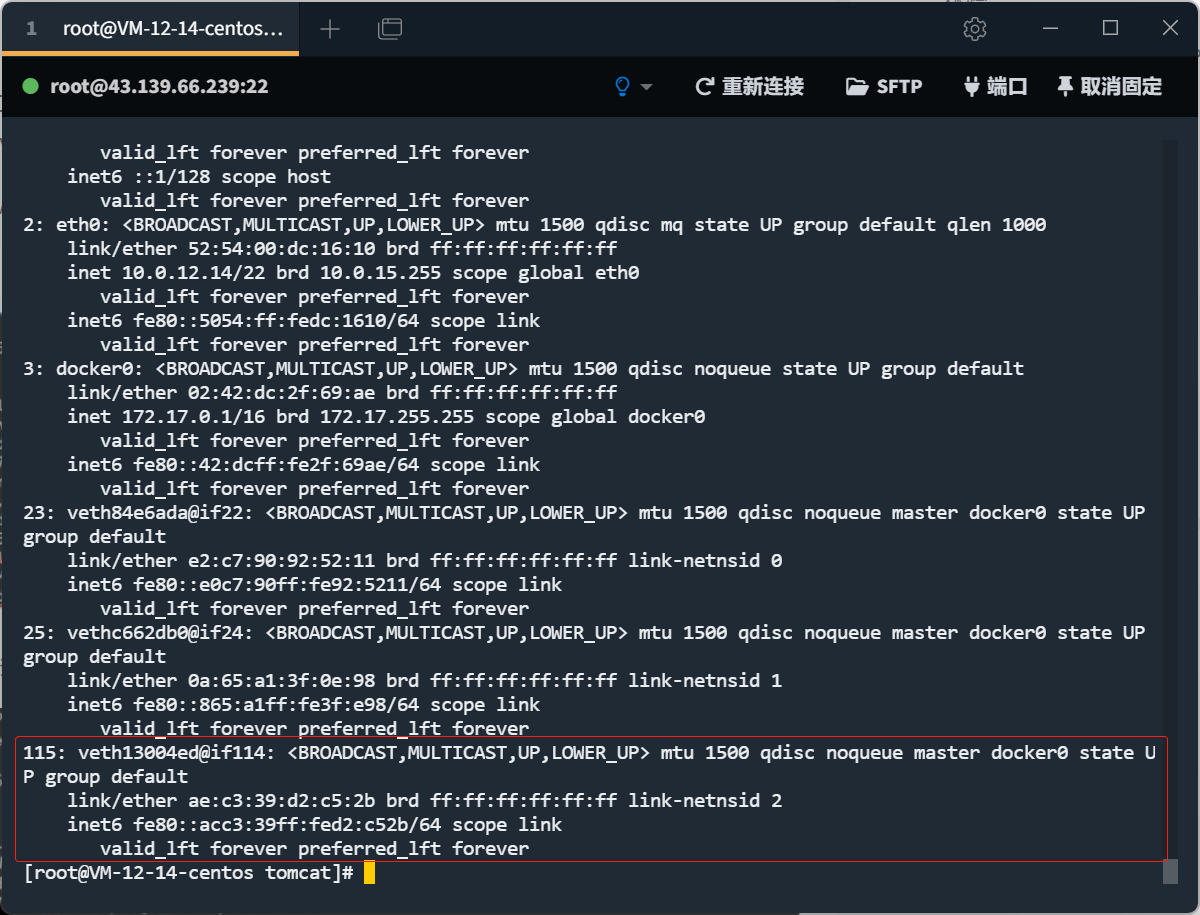 1 root@VM-12-14-centos...
root@43.139.66.239:22 重新连接 SFTP 端口 取消固定
valid_lft forever preferred_lft forever
inet6 ::1/128 scope host
valid_lft forever preferred_lft forever
2: eth0: <BROADCAST,MULTICAST,UP,LOWER_UP> mtu 1500 qdisc mq state UP group default qlen 1000
link/ether 52:54:00:dc:16:10 brd ff:ff:ff:ff:ff:ff
inet 10.0.12.14/22 brd 10.0.15.255 scope global eth0
valid_lft forever preferred_lft forever
inet6 fe80::5054:ff:fedc:1610/64 scope link
valid_lft forever preferred_lft forever
3: docker0: <BROADCAST,MULTICAST,UP,LOWER_UP> mtu 1500 qdisc noqueue state UP group default
link/ether 02:42:dc:2f:69:ae brd ff:ff:ff:ff:ff:ff
inet 172.17.0.1/16 brd 172.17.255.255 scope global docker0
valid_lft forever preferred_lft forever
inet6 fe80::42:dcff:fe2f:69ae/64 scope link
valid_lft forever preferred_lft forever
23: veth84e6ada@if22: <BROADCAST,MULTICAST,UP,LOWER_UP> mtu 1500 qdisc noqueue master docker0 state UP
group default
link/ether e2:c7:90:92:52:11 brd ff:ff:ff:ff:ff:ff link-netnsid 0
inet6 fe80::e0c7:90ff:fe92:5211/64 scope link
valid_lft forever preferred_lft forever
25: vethc662db0@if24: <BROADCAST,MULTICAST,UP,LOWER_UP> mtu 1500 qdisc noqueue master docker0 state UP
group default
link/ether 0a:65:a1:3f:0e:98 brd ff:ff:ff:ff:ff:ff link-netnsid 1
inet6 fe80::865:a1ff:fe3f:e98/64 scope link
valid_lft forever preferred_lft forever
115: veth13004ed@if114: <BROADCAST,MULTICAST,UP,LOWER_UP> mtu 1500 qdisc noqueue master docker0 state U
P group default
link/ether ae:c3:39:d2:c5:2b brd ff:ff:ff:ff:ff:ff link-netnsid 2
inet6 fe80::acc3:39ff:fed2:c52b/64 scope link
valid_lft forever preferred_lft forever
[root@VM-12-14-centos tomcat]#